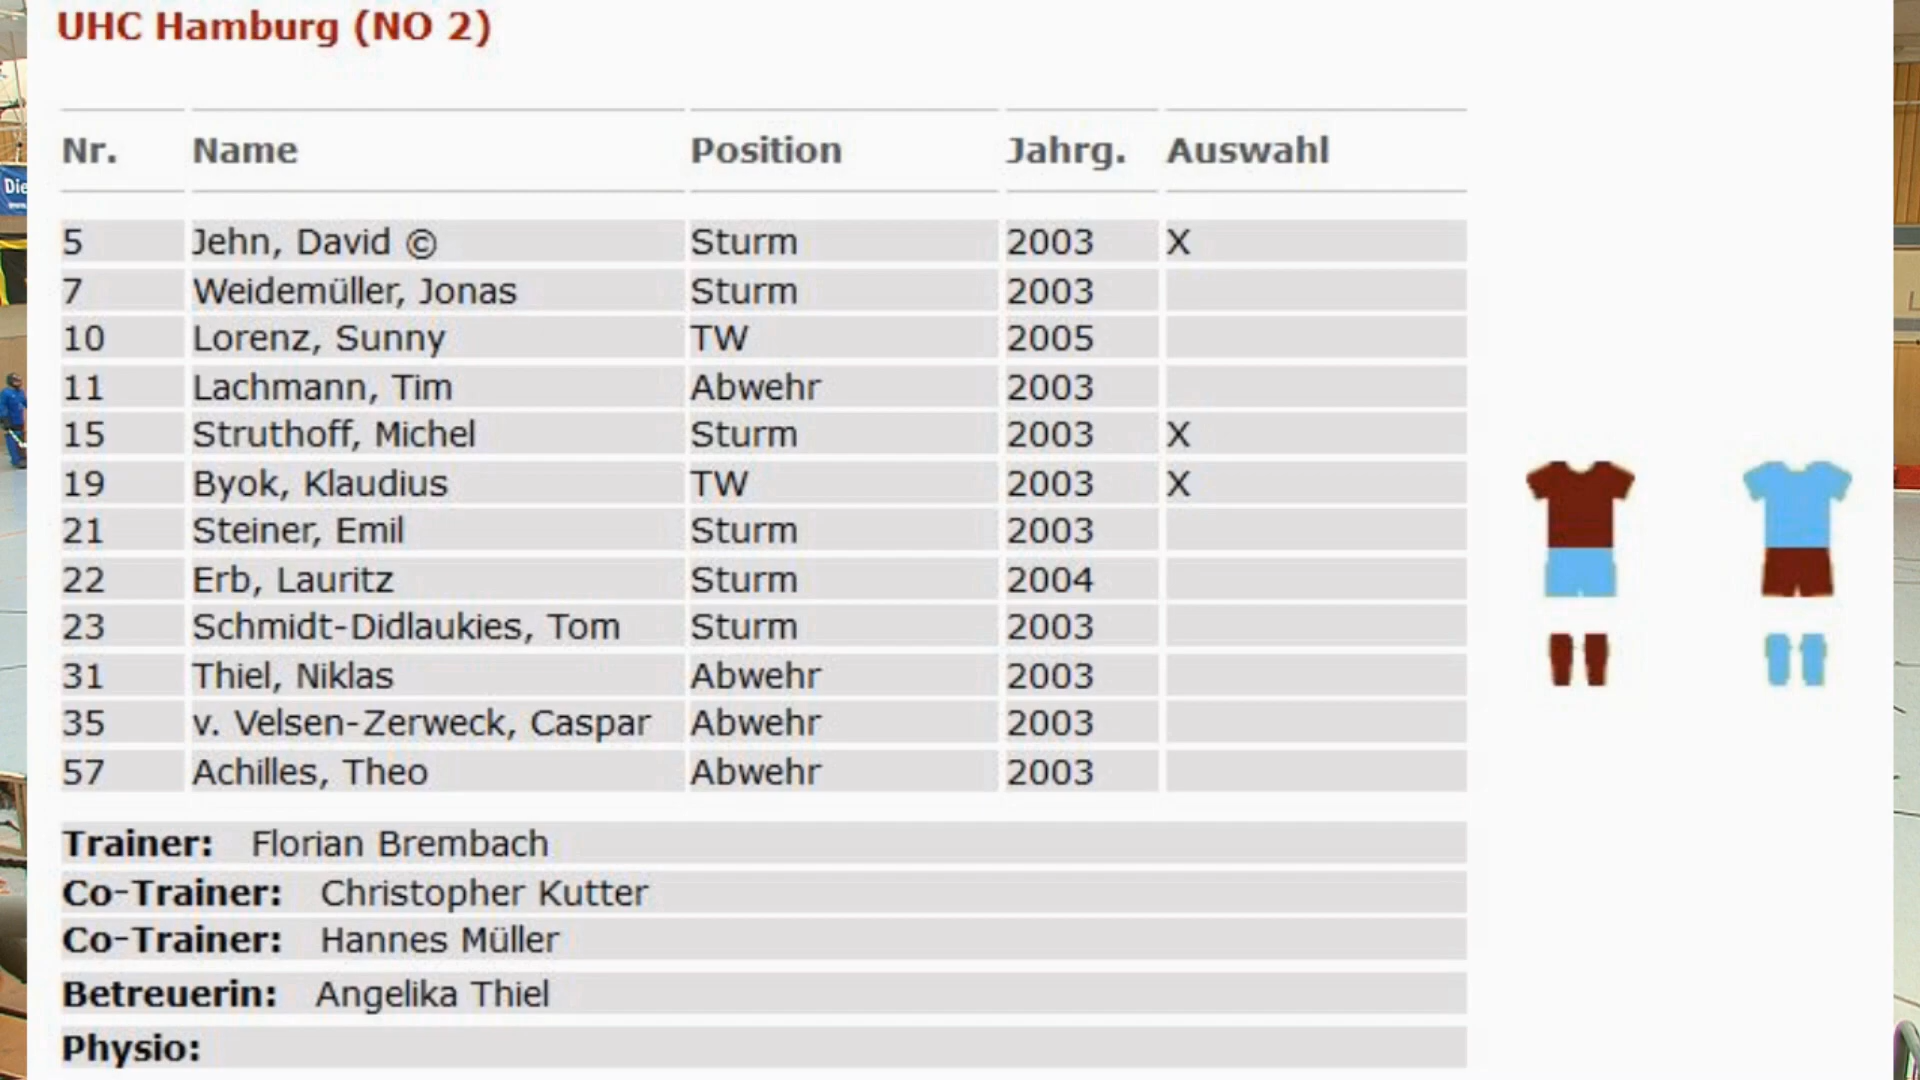 UHC Hamburg (NO 2)
Nr. Name Position Jahrg. Auswahl
5 Jehn, David © Sturm 2003 X
7 Weidemüller, Jonas Sturm 2003
10 Lorenz, Sunny TW 2005
11 Lachmann, Tim Abwehr 2003
15 Struthoff, Michel Sturm 2003 X
19 Byok, Klaudius TW 2003 X
21 Steiner, Emil Sturm 2003
22 Erb, Lauritz Sturm 2004
23 Schmidt-Didlaukies, Tom Sturm 2003
31 Thiel, Niklas Abwehr 2003
35 v. Velsen-Zerweck, Caspar Abwehr 2003
57 Achilles, Theo Abwehr 2003
Trainer: Florian Brembach
Co-Trainer: Christopher Kutter
Co-Trainer: Hannes Müller
Betreuerin: Angelika Thiel
Physio:
Die